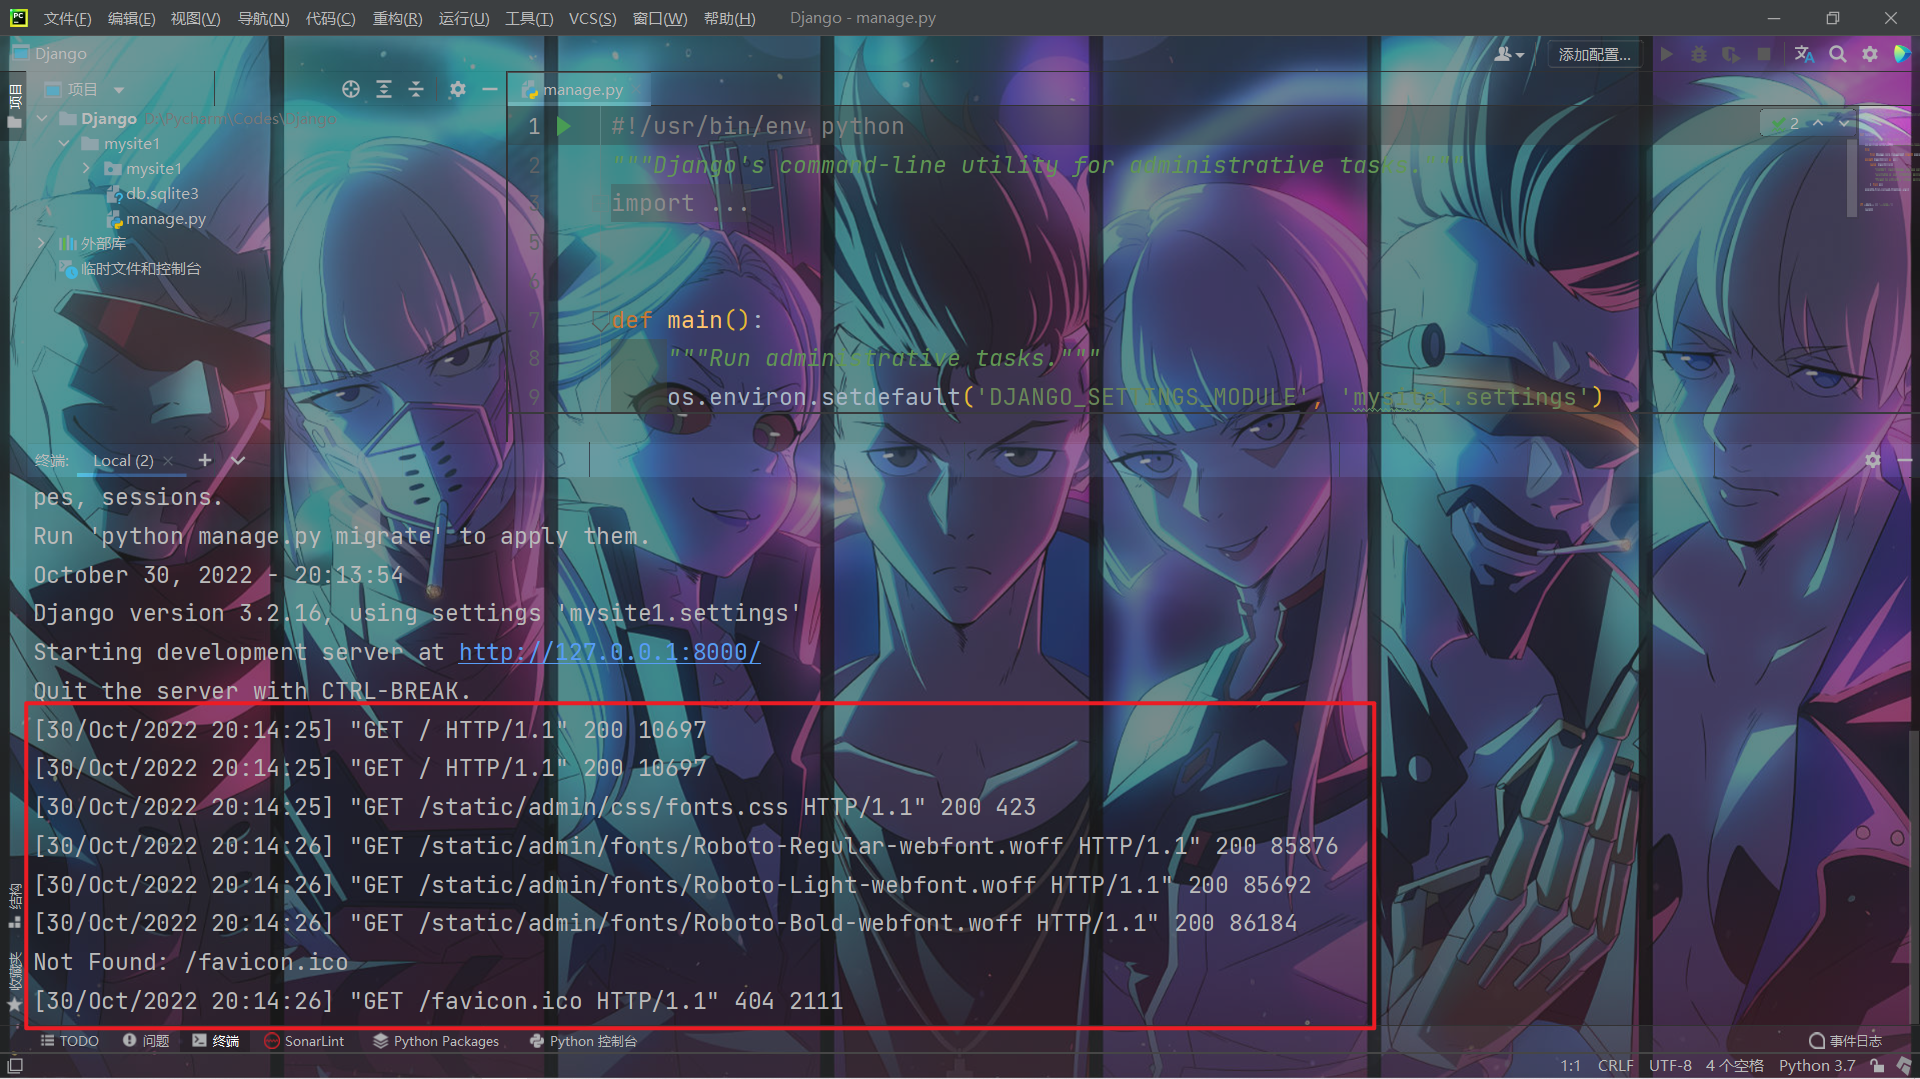 文件(F) 编辑(E) 视图(V) 导航(N) 代码(C) 重构(R) 运行(U) 工具(T) VCS(S) 窗口(W) 帮助(H) Django - manage.py
Django
添加配置...
项目
项目
manage.py
Django D:\Pycharm\Codes\Django
mysite1
mysite1
db.sqlite3
manage.py
外部库
临时文件和控制台
1 #!/usr/bin/env python
2 """Django's command-line utility for administrative tasks."""
3 import ...
5
6
7 def main():
8 """Run administrative tasks."""
9 os.environ.setdefault('DJANGO_SETTINGS_MODULE', 'mysite1.settings')
2
终端: Local (2)
pes, sessions.
Run 'python manage.py migrate' to apply them.
October 30, 2022 - 20:13:54
Django version 3.2.16, using settings 'mysite1.settings'
Starting development server at http://127.0.0.1:8000/
Quit the server with CTRL-BREAK.
[30/Oct/2022 20:14:25] "GET / HTTP/1.1" 200 10697
[30/Oct/2022 20:14:25] "GET / HTTP/1.1" 200 10697
[30/Oct/2022 20:14:25] "GET /static/admin/css/fonts.css HTTP/1.1" 200 423
[30/Oct/2022 20:14:26] "GET /static/admin/fonts/Roboto-Regular-webfont.woff HTTP/1.1" 200 85876
[30/Oct/2022 20:14:26] "GET /static/admin/fonts/Roboto-Light-webfont.woff HTTP/1.1" 200 85692
[30/Oct/2022 20:14:26] "GET /static/admin/fonts/Roboto-Bold-webfont.woff HTTP/1.1" 200 86184
Not Found: /favicon.ico
[30/Oct/2022 20:14:26] "GET /favicon.ico HTTP/1.1" 404 2111
结构
收藏夹
TODO 问题 终端 SonarLint Python Packages Python 控制台 事件日志
1:1 CRLF UTF-8 4 个空格 Python 3.7